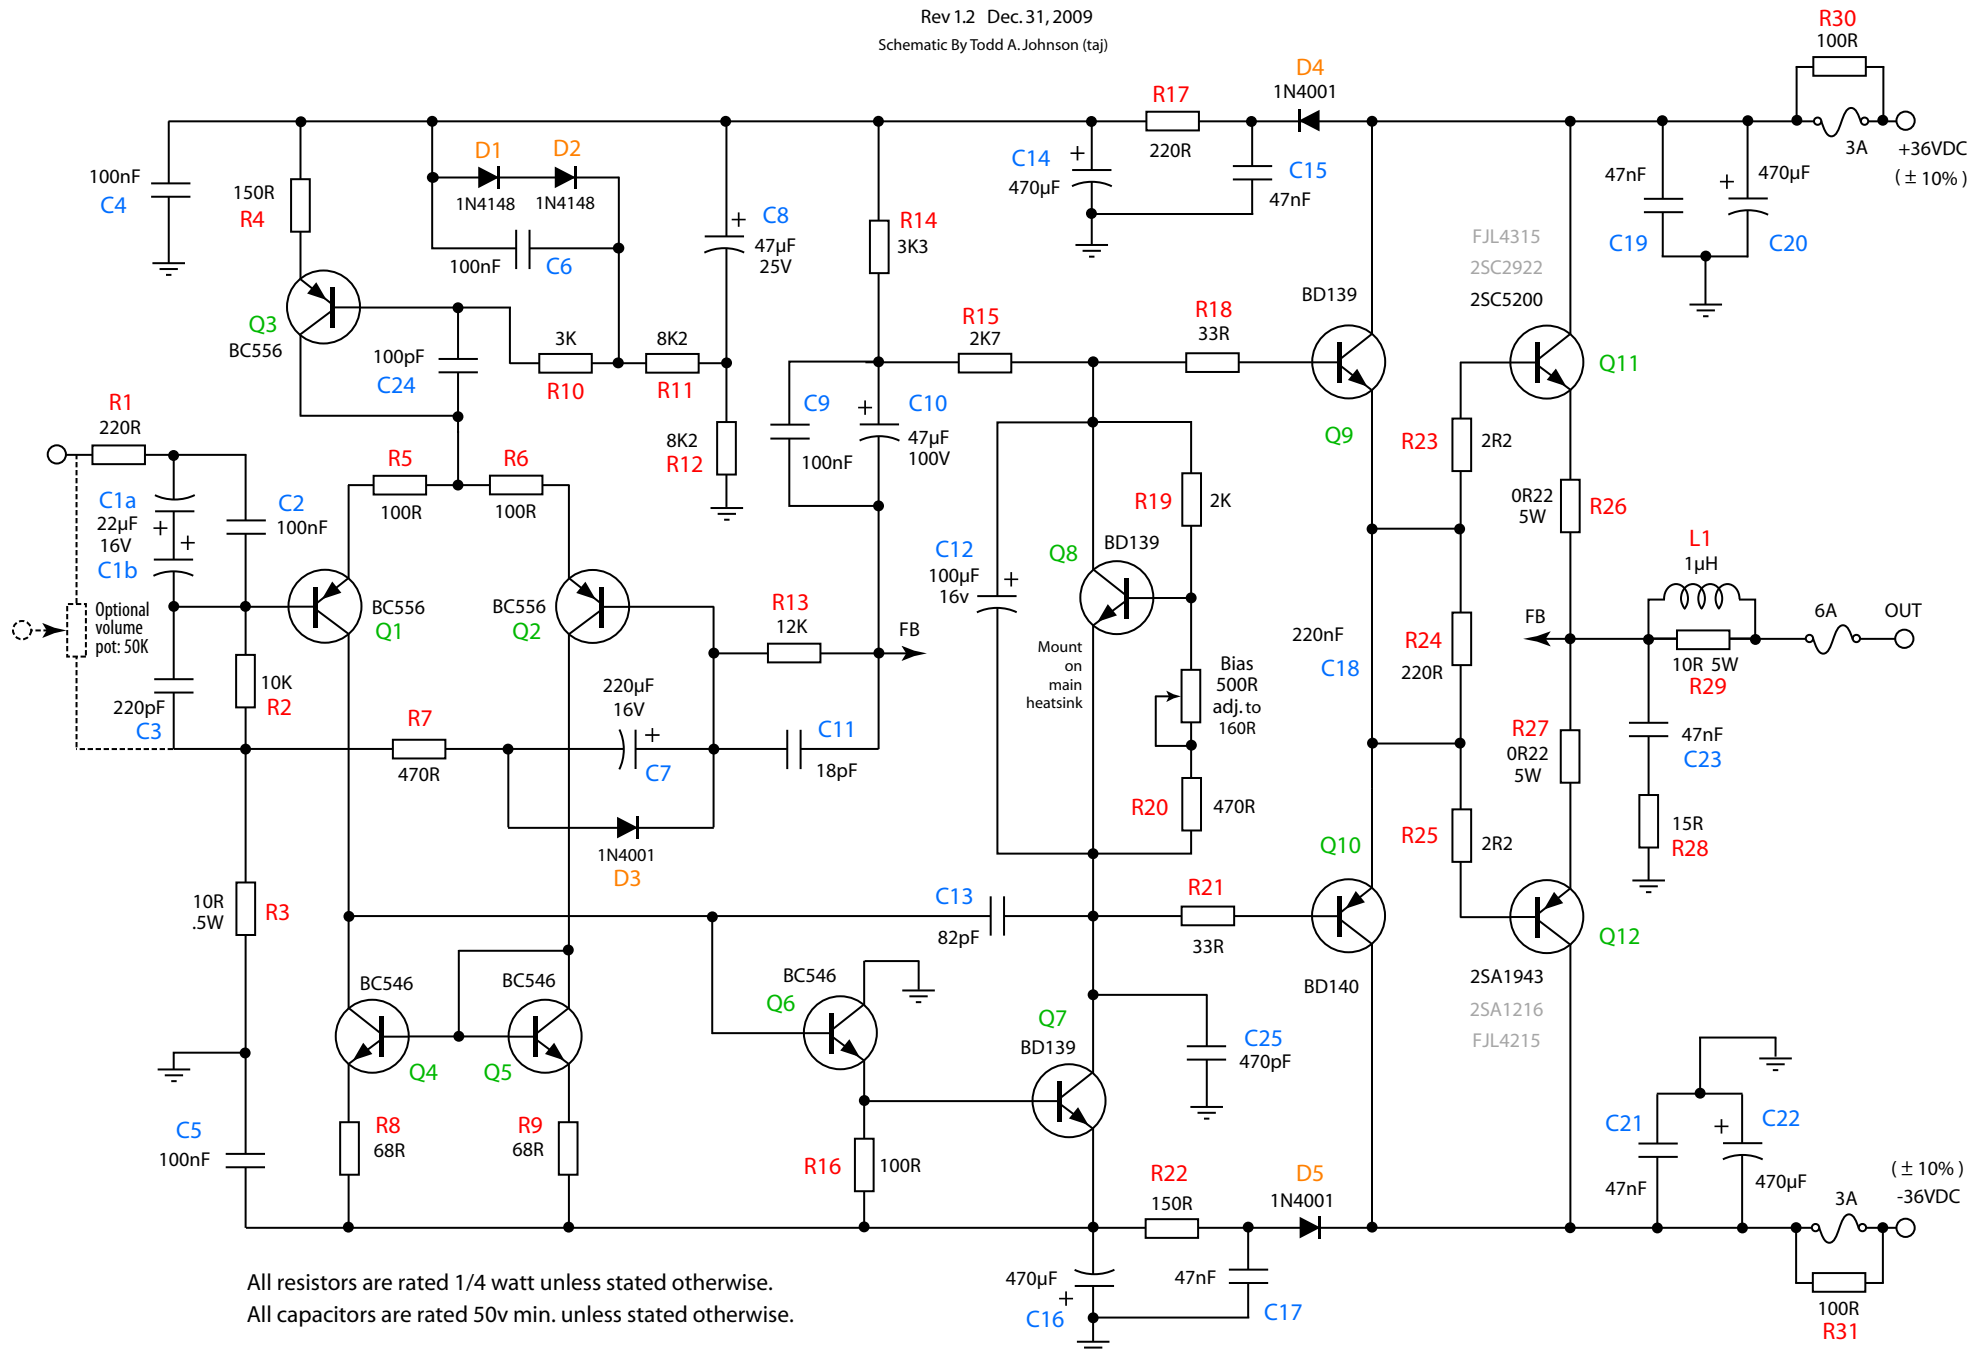 Rev 1.2 Dec. 31, 2009
Schematic By Todd A. Johnson (taj)
R30
100R
3A
+36VDC
( ± 10% )
D4
1N4001
R17
220R
C14
470µF
+
C15
47nF
47nF
C19
+
470µF
C20
100nF
C4
150R
R4
D1
1N4148
D2
1N4148
100nF
C6
+
C8
47µF
25V
R14
3K3
Q3
BC556
100pF
C24
3K
R10
8K2
R11
8K2
R12
C9
100nF
+
C10
47µF
100V
R15
2K7
R18
33R
BD139
Q9
FJL4315
2SC2922
2SC5200
Q11
R23
2R2
0R22
5W
R26
R1
220R
C1a
22µF
16V
+
+
C1b
C2
100nF
R5
100R
R6
100R
Optional
volume
pot: 50K
BC556
Q1
BC556
Q2
R13
12K
FB
C12
100µF
16v
+
Q8
BD139
R19
2K
Mount
on
main
heatsink
Bias
500R
adj. to
160R
220nF
C18
R24
220R
FB
L1
1µH
10R 5W
R29
6A
OUT
220pF
C3
10K
R2
R7
470R
220µF
16V
+
C7
C11
18pF
1N4001
D3
R20
470R
R25
2R2
R27
0R22
5W
47nF
C23
15R
R28
10R
.5W
R3
C13
82pF
R21
33R
Q10
BD140
Q12
2SA1943
2SA1216
FJL4215
BC546
Q4
BC546
Q5
BC546
Q6
Q7
BD139
C25
470pF
C5
100nF
R8
68R
R9
68R
R16
100R
R22
150R
D5
1N4001
C21
47nF
+
C22
470µF
( ± 10% )
-36VDC
3A
100R
R31
470µF
+
C16
47nF
C17
All resistors are rated 1/4 watt unless stated otherwise.
All capacitors are rated 50v min. unless stated otherwise.